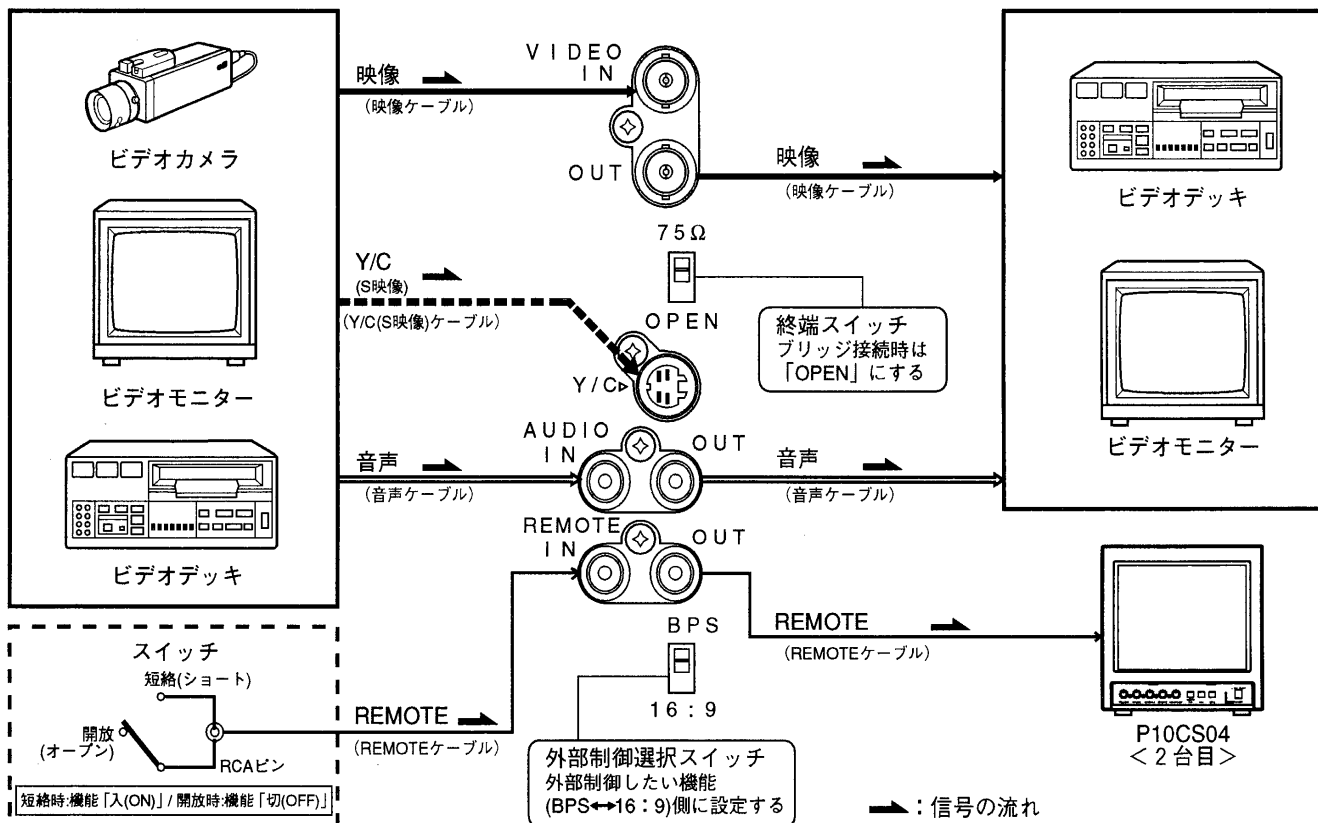 ビデオカメラ
ビデオモニター
ビデオデッキ
映像
(映像ケーブル)
Y/C
(S映像)
(Y/C(S映像)ケーブル)
音声
(音声ケーブル)
VIDEO
IN
OUT
75Ω
OPEN
Y/C
終端スイッチ
ブリッジ接続時は
「OPEN」にする
AUDIO
IN
OUT
REMOTE
IN
OUT
BPS
16:9
外部制御選択スイッチ
外部制御したい機能
(BPS↔16:9)側に設定する
映像
(映像ケーブル)
音声
(音声ケーブル)
REMOTE
(REMOTEケーブル)
ビデオデッキ
ビデオモニター
P10CS04
<2台目>
スイッチ
短絡(ショート)
開放
(オープン)
RCAピン
短絡時:機能「入(ON)」/開放時:機能「切(OFF)」
REMOTE
(REMOTEケーブル)
:信号の流れ